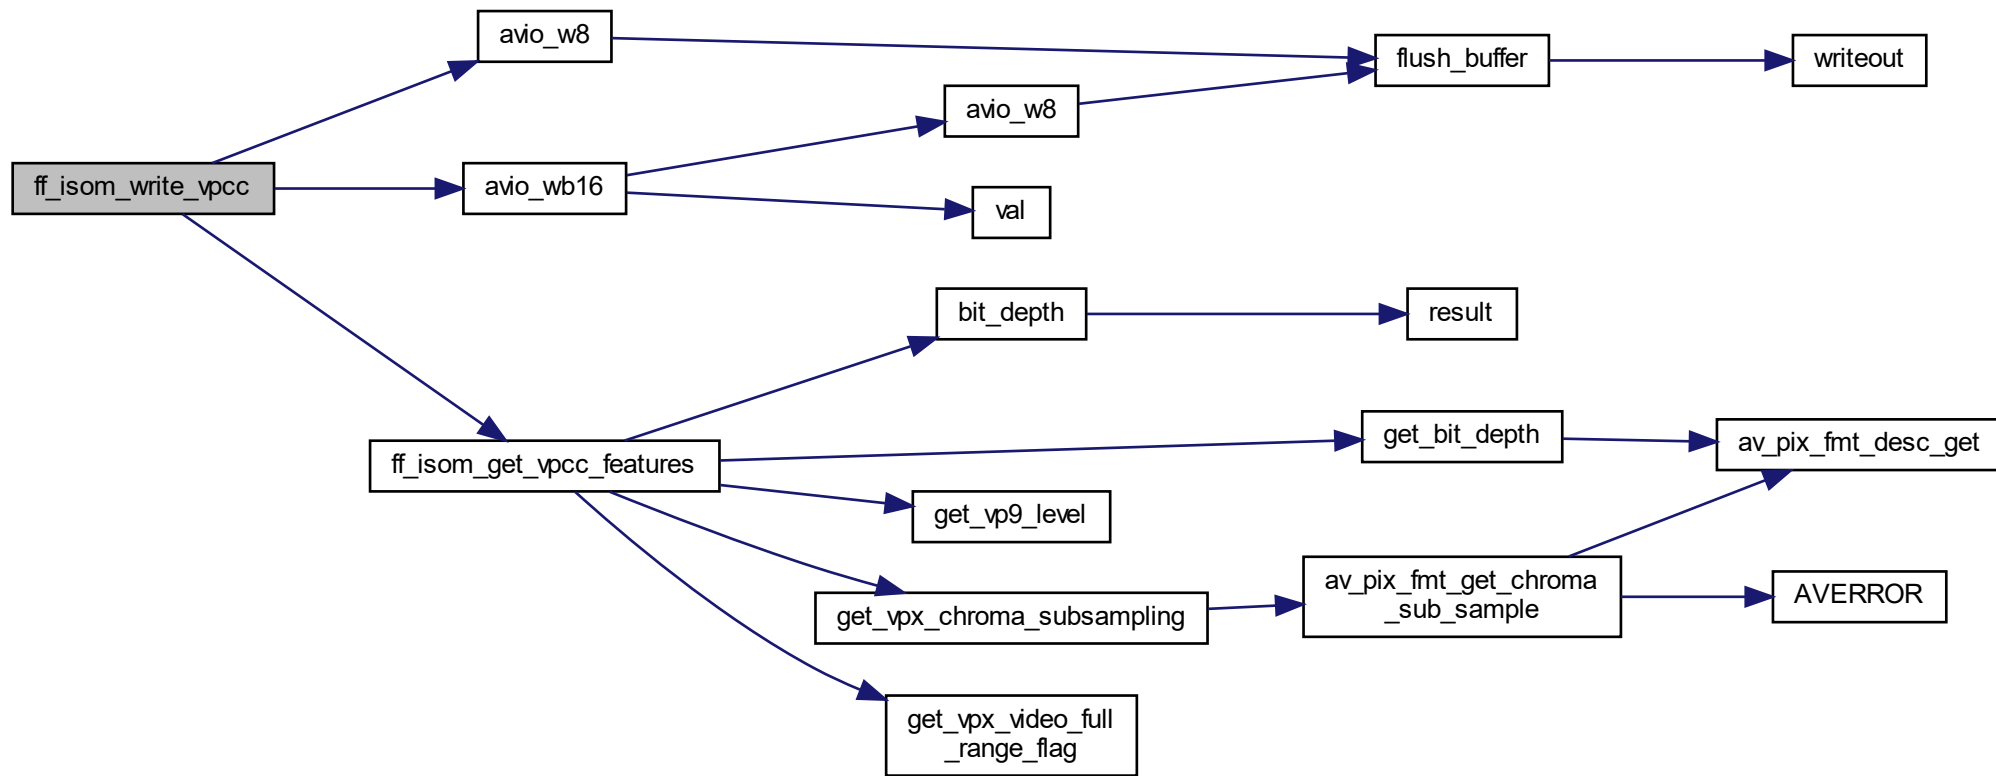 avio_w8
flush_buffer
writeout
avio_w8
ff_isom_write_vpcc
avio_wb16
val
bit_depth
result
get_bit_depth
av_pix_fmt_desc_get
ff_isom_get_vpcc_features
get_vp9_level
av_pix_fmt_get_chroma
_sub_sample
AVERROR
get_vpx_chroma_subsampling
get_vpx_video_full
_range_flag